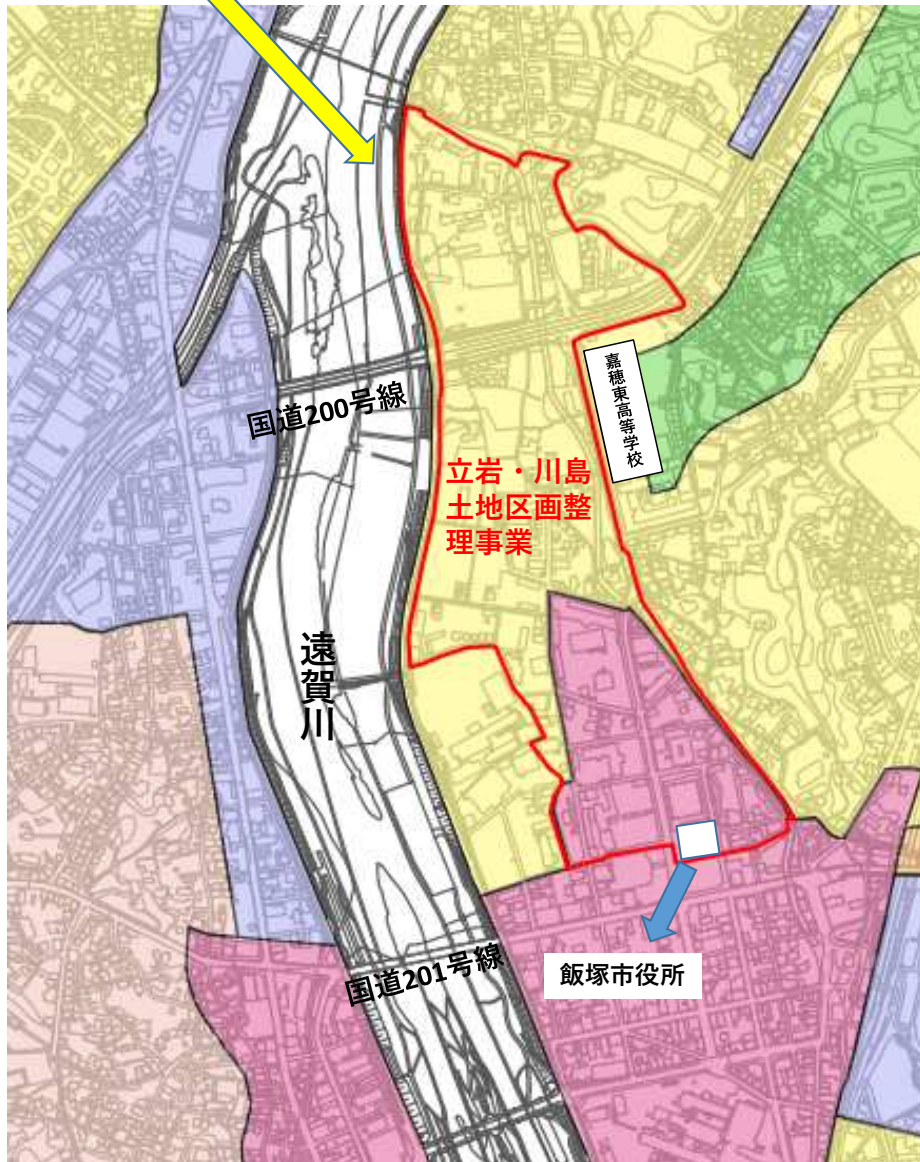 国道200号線
嘉穂東高等学校
立岩・川島
土地区画整
理事業
遠賀川
国道201号線
飯塚市役所